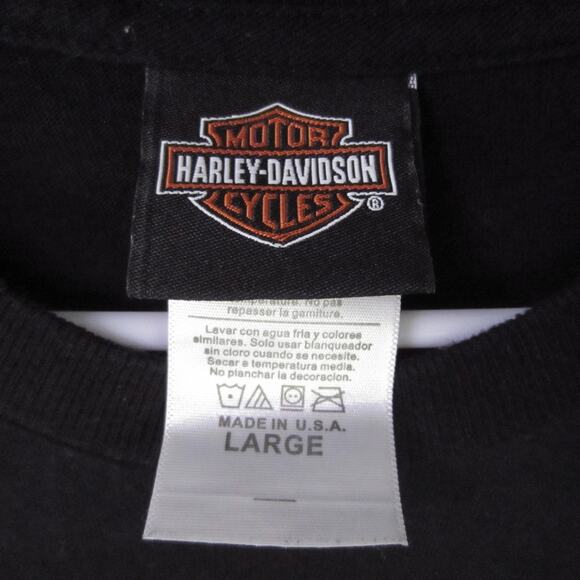 MOTOR
HARLEY-DAVIDSON
CYCLES
®
température. No pas
repasser la garniture.
Lavar con agua fria y colores
similares. Solo usar blanqueador
sin cloro cuando se necesite.
Secar a temperatura media.
No planchar la decoracion.
MADE IN U.S.A.
LARGE